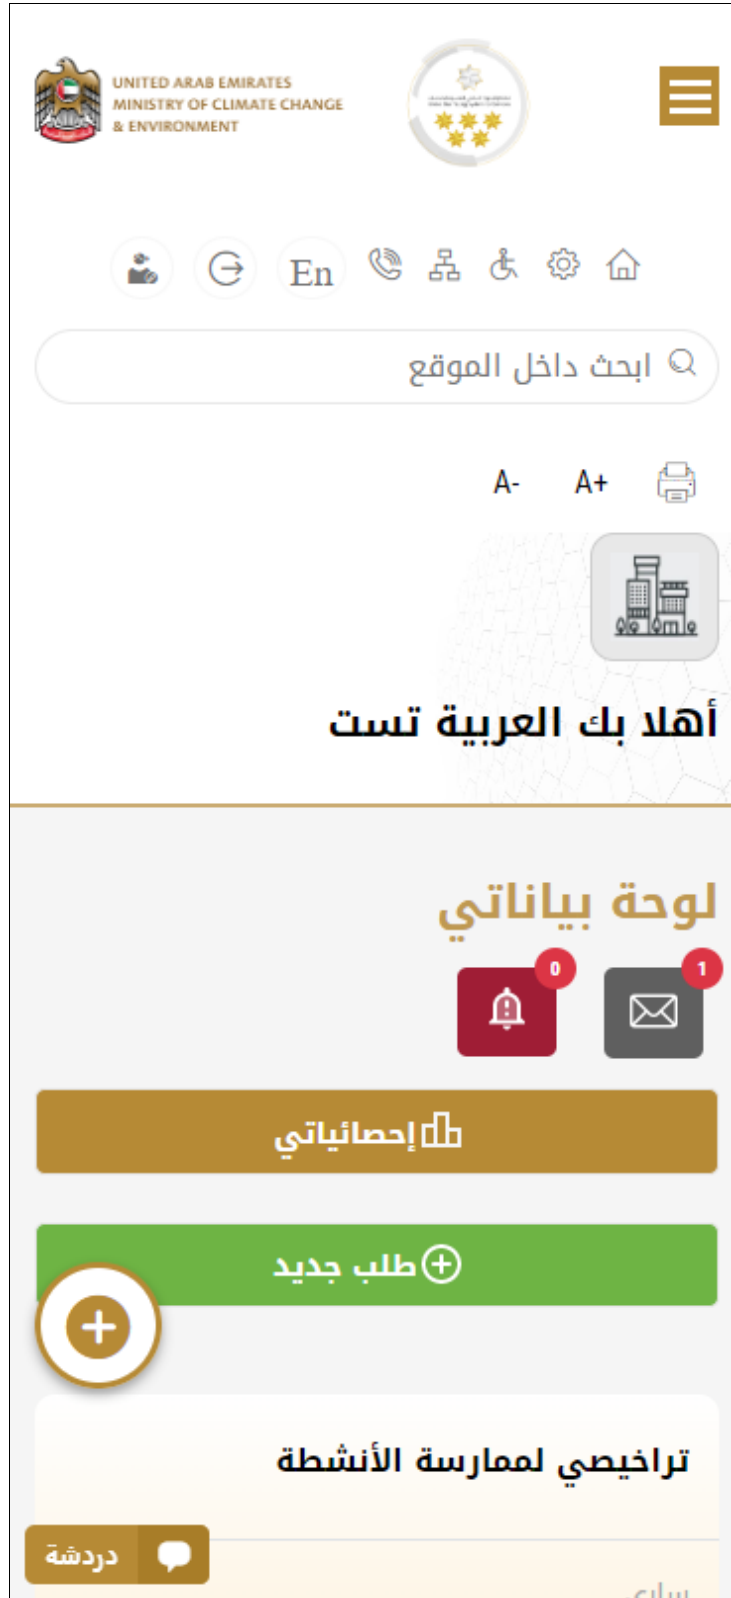 UNITED ARAB EMIRATES
MINISTRY OF CLIMATE CHANGE
& ENVIRONMENT
En
ابحث داخل الموقع
A+ A-
أهلا بك العربية تست
لوحة بياناتي
1
0
إحصائياتي
طلب جديد
تراخيصي لممارسة الأنشطة
دردشة